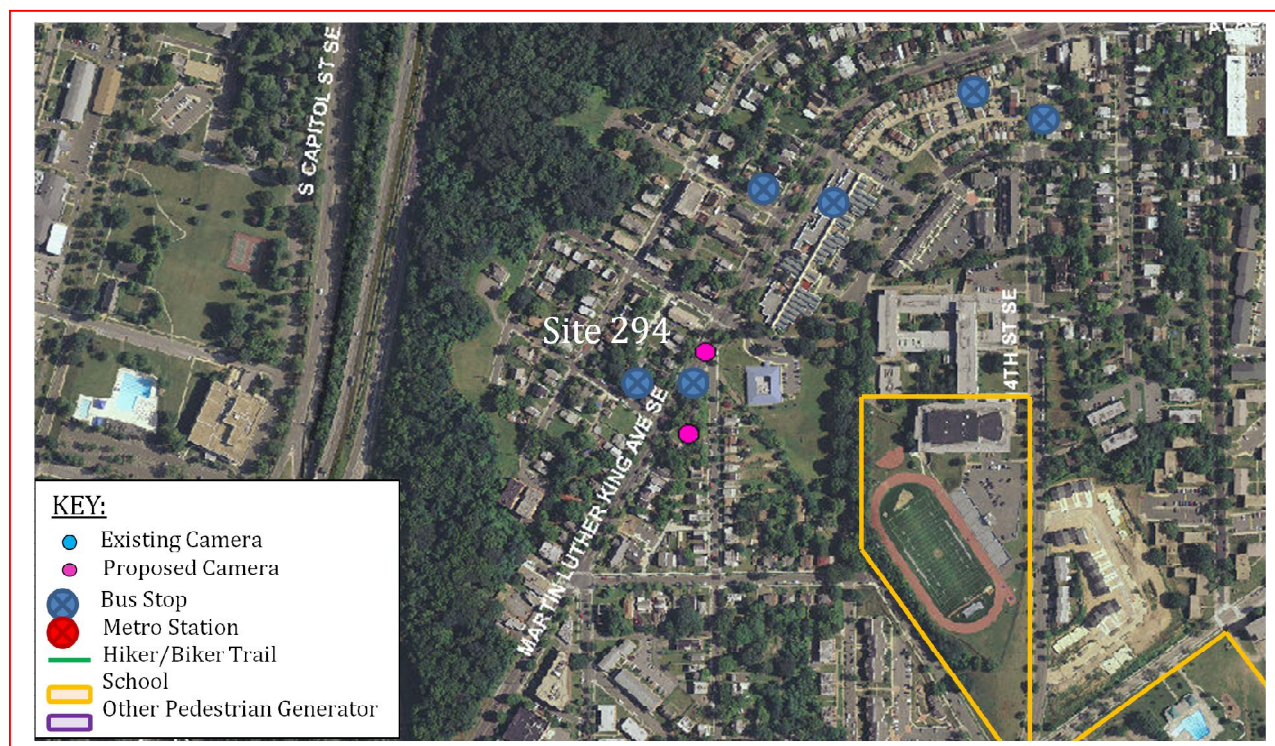 S CAPITOL ST SE
Site 294
4TH ST SE
MARTIN LUTHER KING AVE SE
KEY:
Existing Camera
Proposed Camera
Bus Stop
Metro Station
Hiker/Biker Trail
School
Other Pedestrian Generator